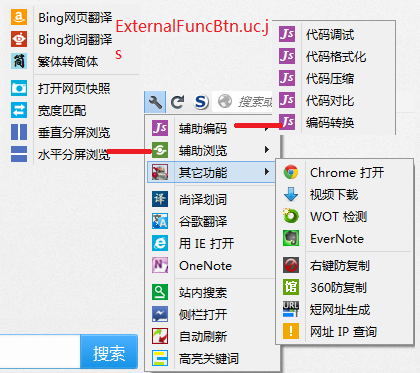 Bing网页翻译
Bing划词翻译
繁体转简体
打开网页快照
宽度匹配
垂直分屏浏览
水平分屏浏览
ExternalFuncBtn.uc.j
s
代码调试
代码格式化
代码压缩
代码对比
编码转换
搜索或
辅助编码
辅助浏览
其它功能
尚译划词
谷歌翻译
用 IE 打开
OneNote
站内搜索
侧栏打开
自动刷新
高亮关键词
Chrome 打开
视频下载
WOT 检测
EverNote
右键防复制
360防复制
短网址生成
网址 IP 查询
搜索